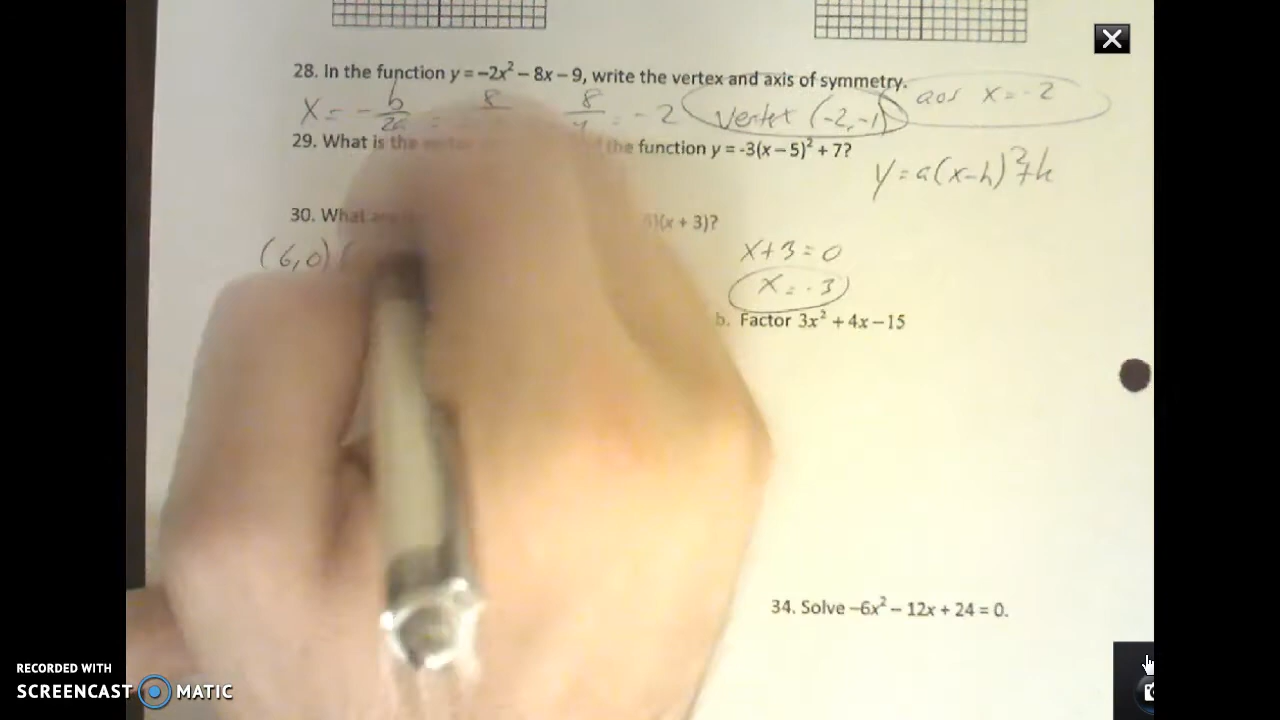 28. In the function y = −2x² − 8x − 9, write the vertex and axis of symmetry.
x = - b/2a = 8 8/4 = -2 vertex (-2,-1) aos x = -2
29. What is the the function y = -3(x − 5)² + 7?
y = a(x-h)²+k
30. What are (x + 3)?
(6,0) ( x+3=0
x = -3
b. Factor 3x² + 4x − 15
34. Solve −6x² − 12x + 24 = 0.
RECORDED WITH
SCREENCAST MATIC